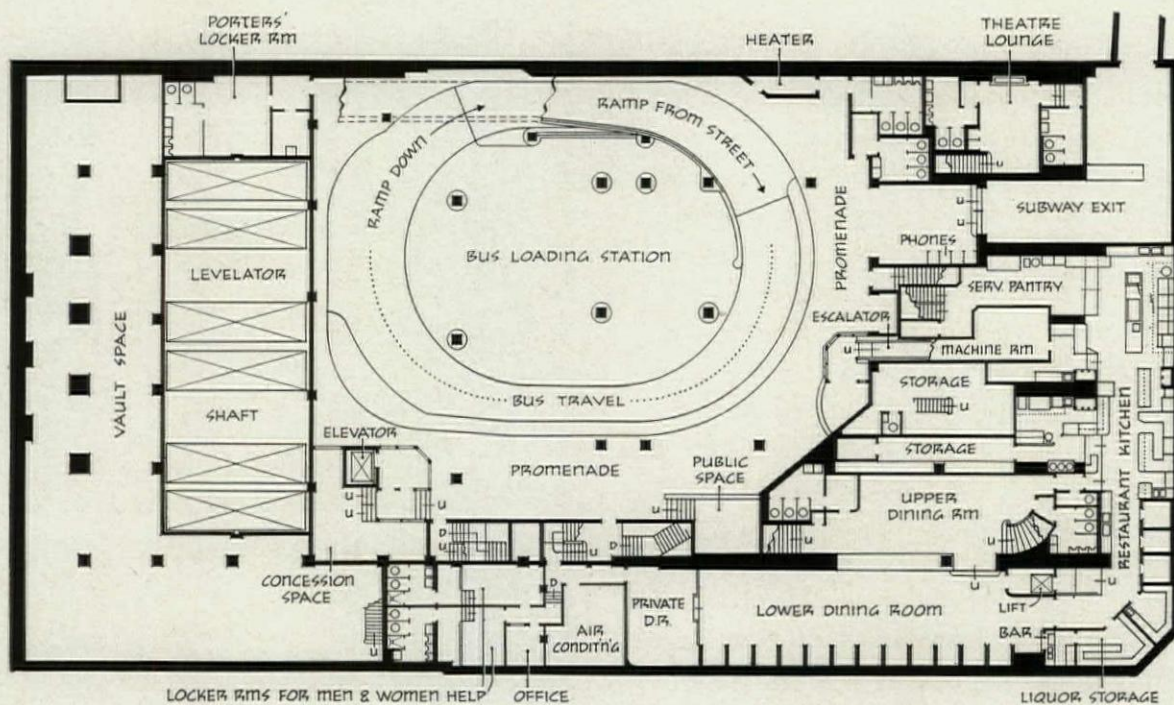 PORTERS'
LOCKER RM
HEATER
THEATRE
LOUNGE
RAMP FROM STREET
RAMP DOWN
U
U
SUBWAY EXIT
U
U
PROMENADE
PHONES
BUS LOADING STATION
LEVELATOR
U
SERV. PANTRY
ESCALATOR
U
MACHINE RM
VAULT SPACE
STORAGE
U
BUS TRAVEL
SHAFT
ELEVATOR
STORAGE
RESTAURANT KITCHEN
PROMENADE
PUBLIC
SPACE
UPPER
DINING RM
U
U
U
U
U
U
D
U
D
CONCESSION
SPACE
D
PRIVATE
D.R.
LOWER DINING ROOM
LIFT
U
AIR
CONDIT'N'G
BAR
U
LOCKER RMS FOR MEN & WOMEN HELP
OFFICE
LIQUOR STORAGE